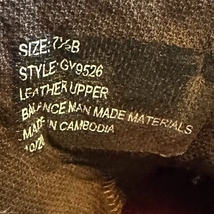 SIZE: 7½B
STYLE: GY9526
LEATHER UPPER
BALANCE MAN MADE MATERIALS
MADE IN CAMBODIA